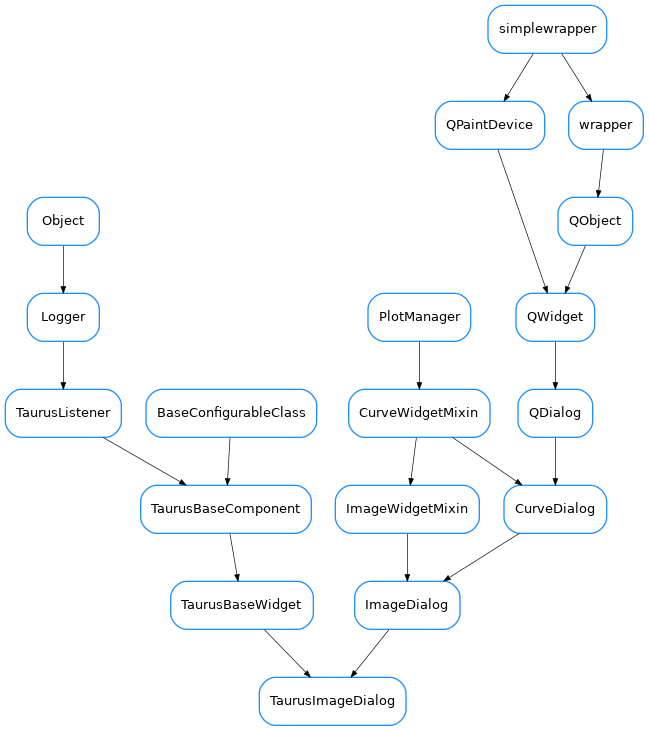 simplewrapper
QPaintDevice
wrapper
Object
QObject
Logger
PlotManager
QWidget
TaurusListener
BaseConfigurableClass
CurveWidgetMixin
QDialog
TaurusBaseComponent
ImageWidgetMixin
CurveDialog
TaurusBaseWidget
ImageDialog
TaurusImageDialog